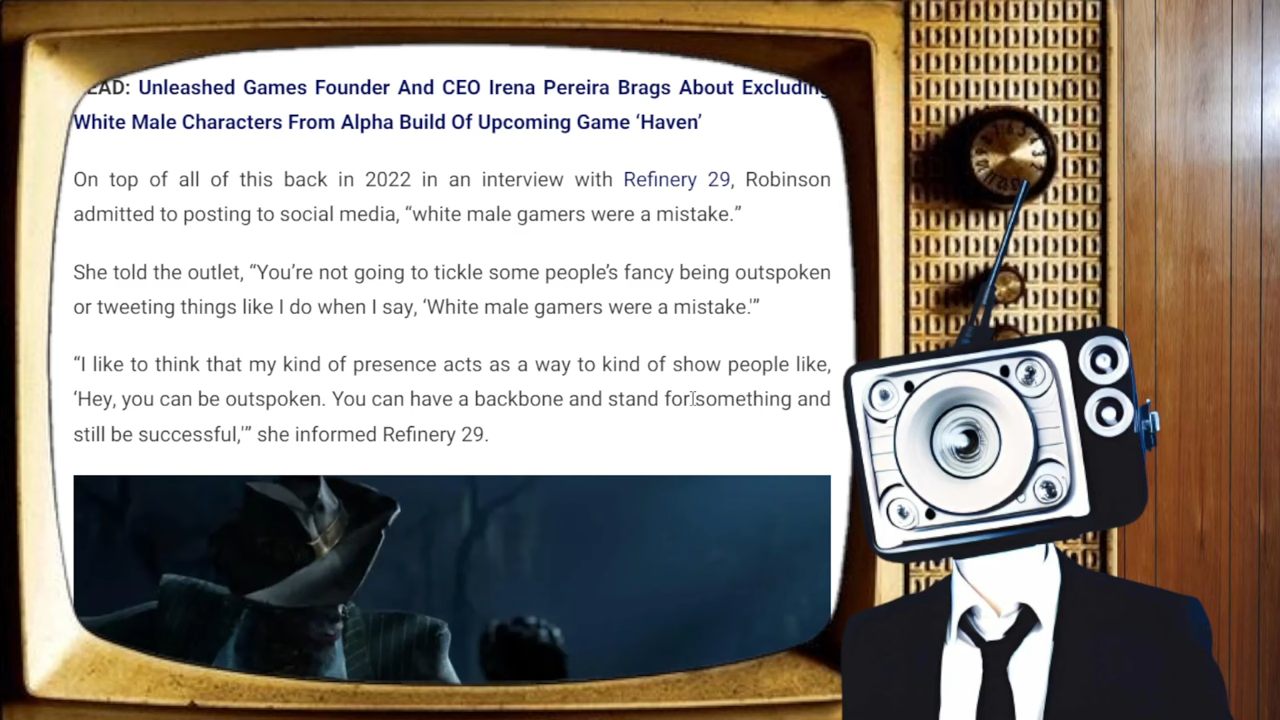 EAD: Unleashed Games Founder And CEO Irena Pereira Brags About Excluding
White Male Characters From Alpha Build Of Upcoming Game ‘Haven’
On top of all of this back in 2022 in an interview with Refinery 29, Robinson
admitted to posting to social media, “white male gamers were a mistake.”
She told the outlet, “You’re not going to tickle some people’s fancy being outspoken
or tweeting things like I do when I say, ‘White male gamers were a mistake.'”
“I like to think that my kind of presence acts as a way to kind of show people like,
‘Hey, you can be outspoken. You can have a backbone and stand for something and
still be successful,'” she informed Refinery 29.